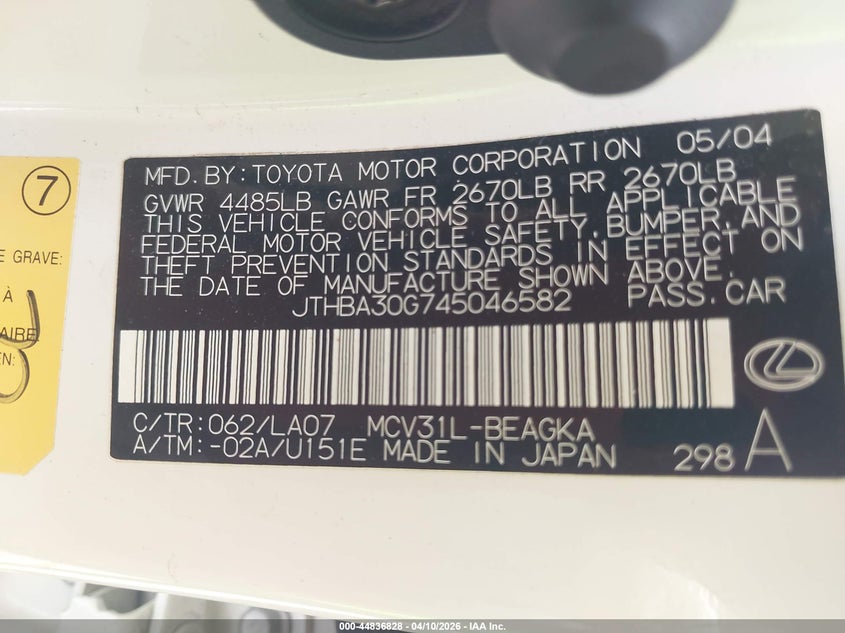 MFD. BY: TOYOTA MOTOR CORPORATION 05/04
GVWR 4485LB GAWR FR 2670LB RR 2670LB
THIS VEHICLE CONFORMS TO ALL APPLICABLE
FEDERAL MOTOR VEHICLE SAFETY, BUMPER, AND
THEFT PREVENTION STANDARDS IN EFFECT ON
THE DATE OF MANUFACTURE SHOWN ABOVE.
JTHBA30G745046582 PASS. CAR
C/TR: 062/LA07 MCV31L-BEAGKA
A/TM: -02A/U151E MADE IN JAPAN 298 A
7
E GRAVE:
À
AIRE
EN:
000-44836828 - 04/10/2026 - IAA Inc.